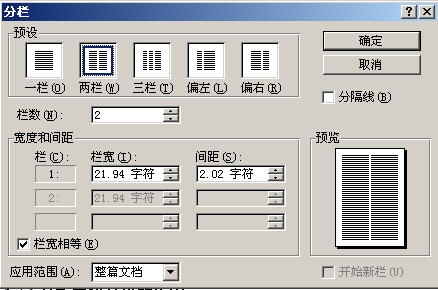 分栏
预设
一栏(O) 两栏(W) 三栏(T) 偏左(L) 偏右(R)
确定
取消
分隔线(B)
栏数(N): 2
宽度和间距
预览
栏(C): 栏宽(I): 间距(S):
1: 21.94 字符 2.02 字符
2: 21.94 字符
栏宽相等(E)
应用范围(A): 整篇文档
开始新栏(U)